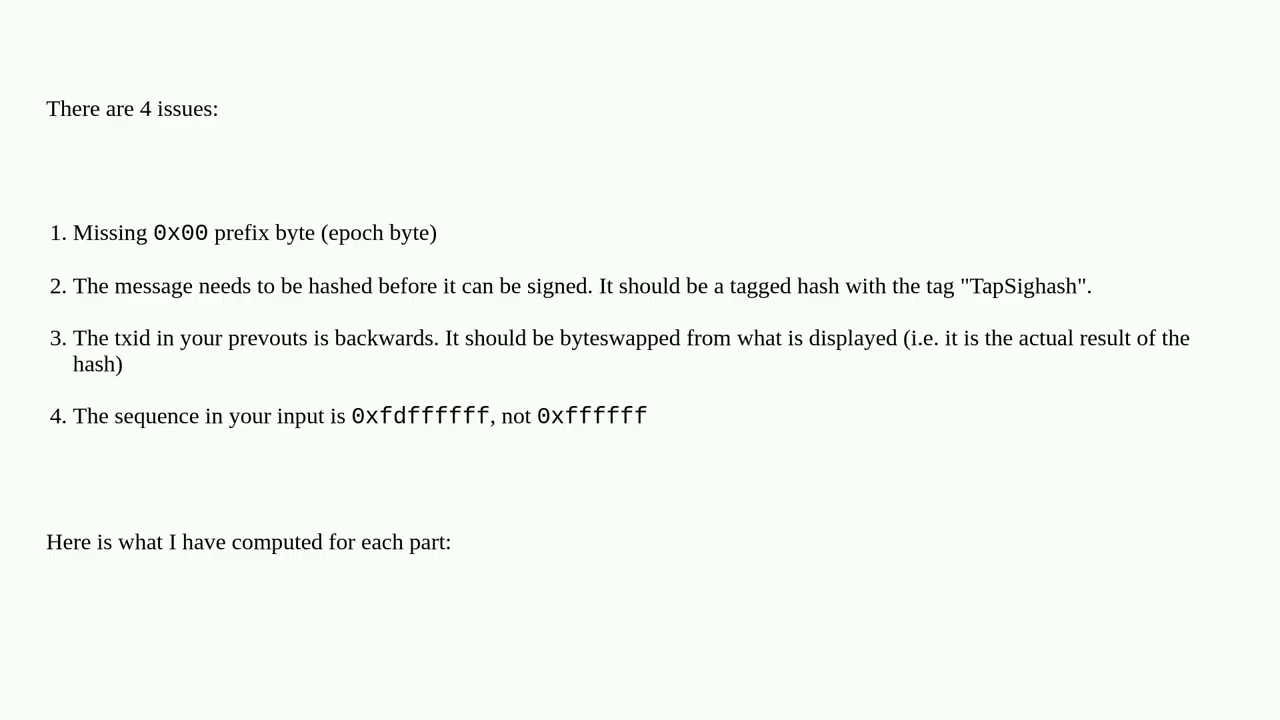 There are 4 issues:
1. Missing 0x00 prefix byte (epoch byte)
2. The message needs to be hashed before it can be signed. It should be a tagged hash with the tag "TapSighash".
3. The txid in your prevouts is backwards. It should be byteswapped from what is displayed (i.e. it is the actual result of the
hash)
4. The sequence in your input is 0xfdffffff, not 0xffffff
Here is what I have computed for each part: